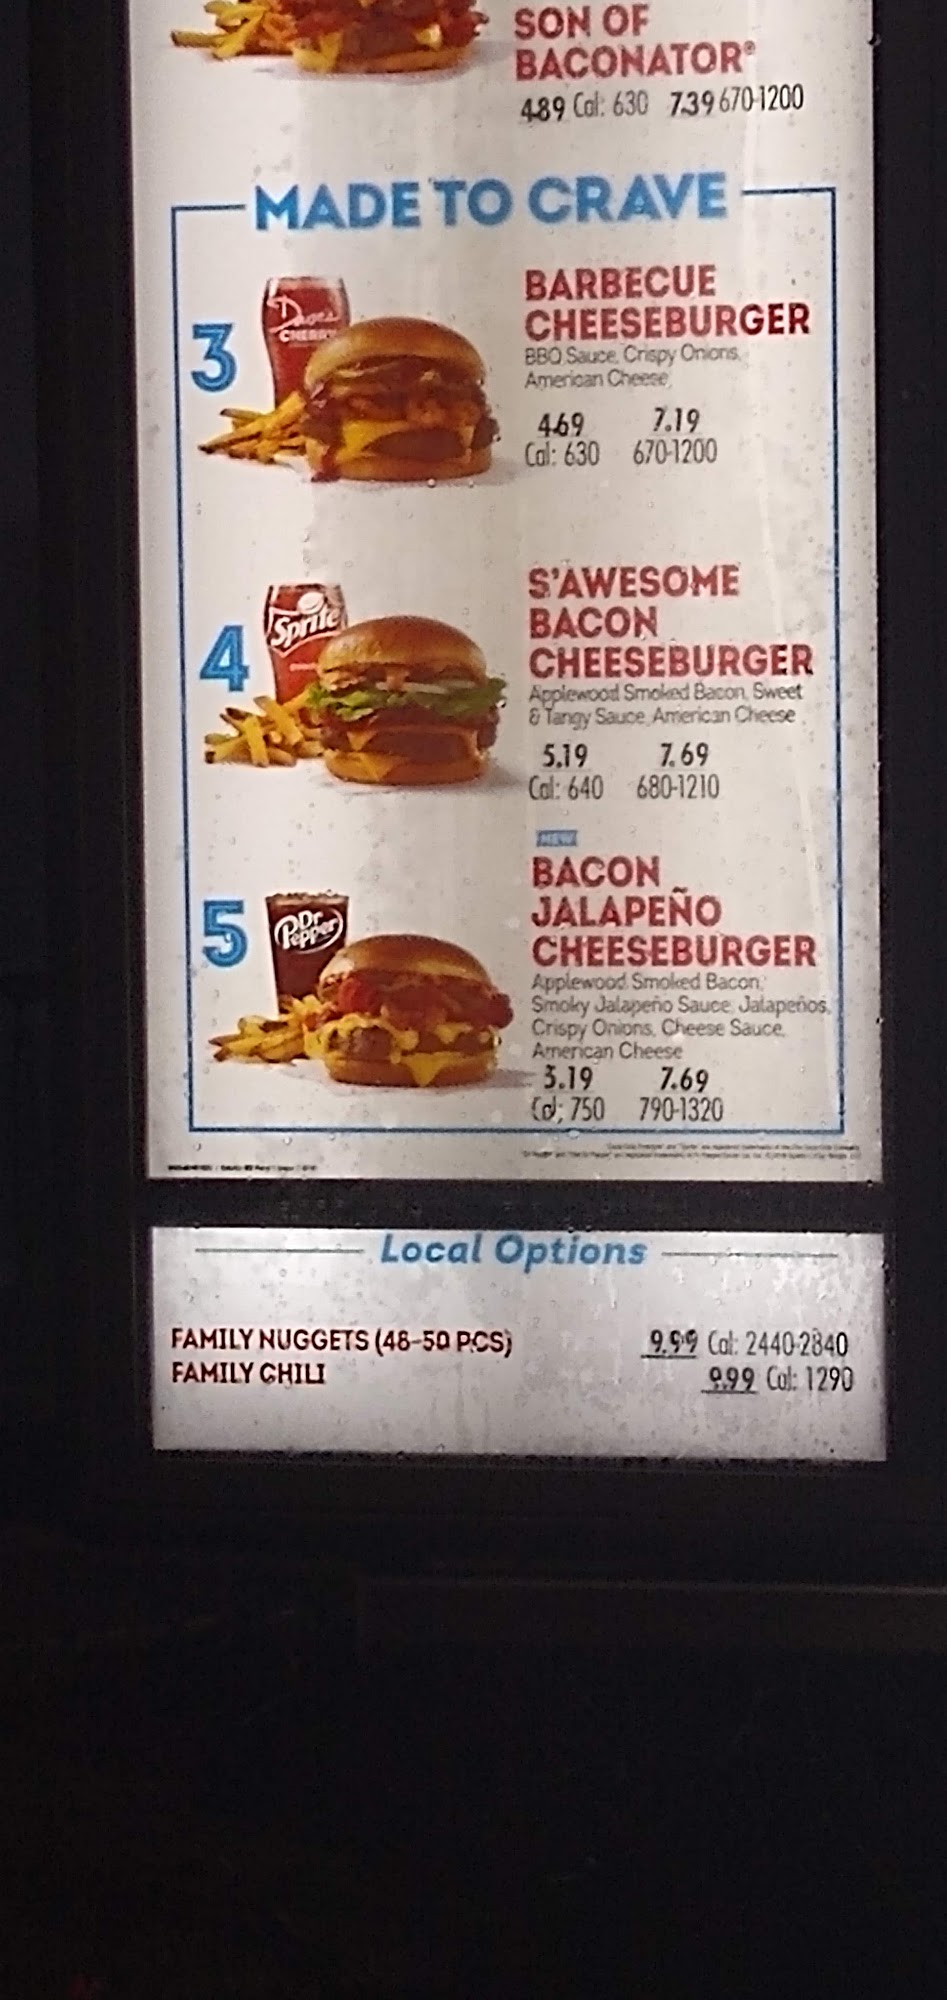 SON OF
BACONATOR®
4.89 Cal: 630 7.39 670-1200
MADE TO CRAVE
3
CHERRY
BARBECUE
CHEESEBURGER
BBQ Sauce, Crispy Onions,
American Cheese
4.69 7.19
Cal: 630 670-1200
4
Sprite
S'AWESOME
BACON
CHEESEBURGER
Applewood Smoked Bacon, Sweet
& Tangy Sauce, American Cheese
5.19 7.69
Cal: 640 680-1210
NEW
5
Dr
Pepper
BACON
JALAPEÑO
CHEESEBURGER
Applewood Smoked Bacon,
Smoky Jalapeño Sauce, Jalapeños,
Crispy Onions, Cheese Sauce,
American Cheese
5.19 7.69
Cal: 750 790-1320
Local Options
FAMILY NUGGETS (48-50 PCS) 9.99 Cal: 2440-2840
FAMILY CHILI 9.99 Cal: 1290